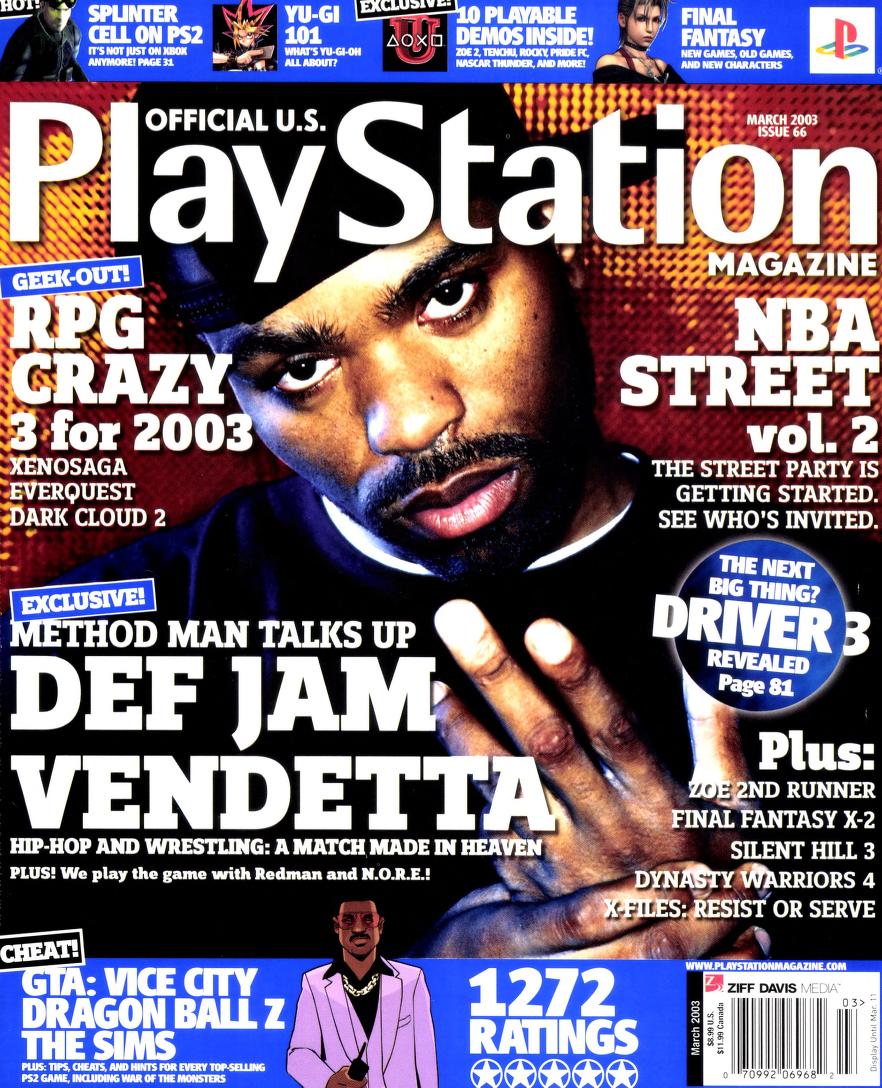 HOT!
SPLINTER
CELL ON PS2
IT'S NOT JUST ON XBOX
ANYMORE! PAGE 31
YU-GI
101
WHAT'S YU-GI-OH
ALL ABOUT?
EXCLUSIVE!
U
10 PLAYABLE
DEMOS INSIDE!
ZOE 2, TENCHU, ROCKY, PRIDE FC,
NASCAR THUNDER, AND MORE!
FINAL
FANTASY
NEW GAMES, OLD GAMES,
AND NEW CHARACTERS
OFFICIAL U.S.
PlayStation
MAGAZINE
MARCH 2003
ISSUE 66
GEEK-OUT!
RPG
CRAZY
3 for 2003
XENOSAGA
EVERQUEST
DARK CLOUD 2
NBA
STREET
vol. 2
THE STREET PARTY IS
GETTING STARTED.
SEE WHO'S INVITED.
THE NEXT
BIG THING?
DRIVER 3
REVEALED
Page 81
EXCLUSIVE!
METHOD MAN TALKS UP
DEF JAM
VENDETTA
HIP-HOP AND WRESTLING: A MATCH MADE IN HEAVEN
PLUS! We play the game with Redman and N.O.R.E.!
Plus:
ZOE 2ND RUNNER
FINAL FANTASY X-2
SILENT HILL 3
DYNASTY WARRIORS 4
X-FILES: RESIST OR SERVE
CHEAT!
GTA: VICE CITY
DRAGON BALL Z
THE SIMS
PLUS: TIPS, CHEATS, AND HINTS FOR EVERY TOP-SELLING
PS2 GAME, INCLUDING WAR OF THE MONSTERS
1272
RATINGS
WWW.PLAYSTATIONMAGAZINE.COM
ZIFF DAVIS MEDIA™
March 2003
$8.99 U.S.
$11.99 Canada
03>
0 70992 06968 2
Display Until Mar. 11